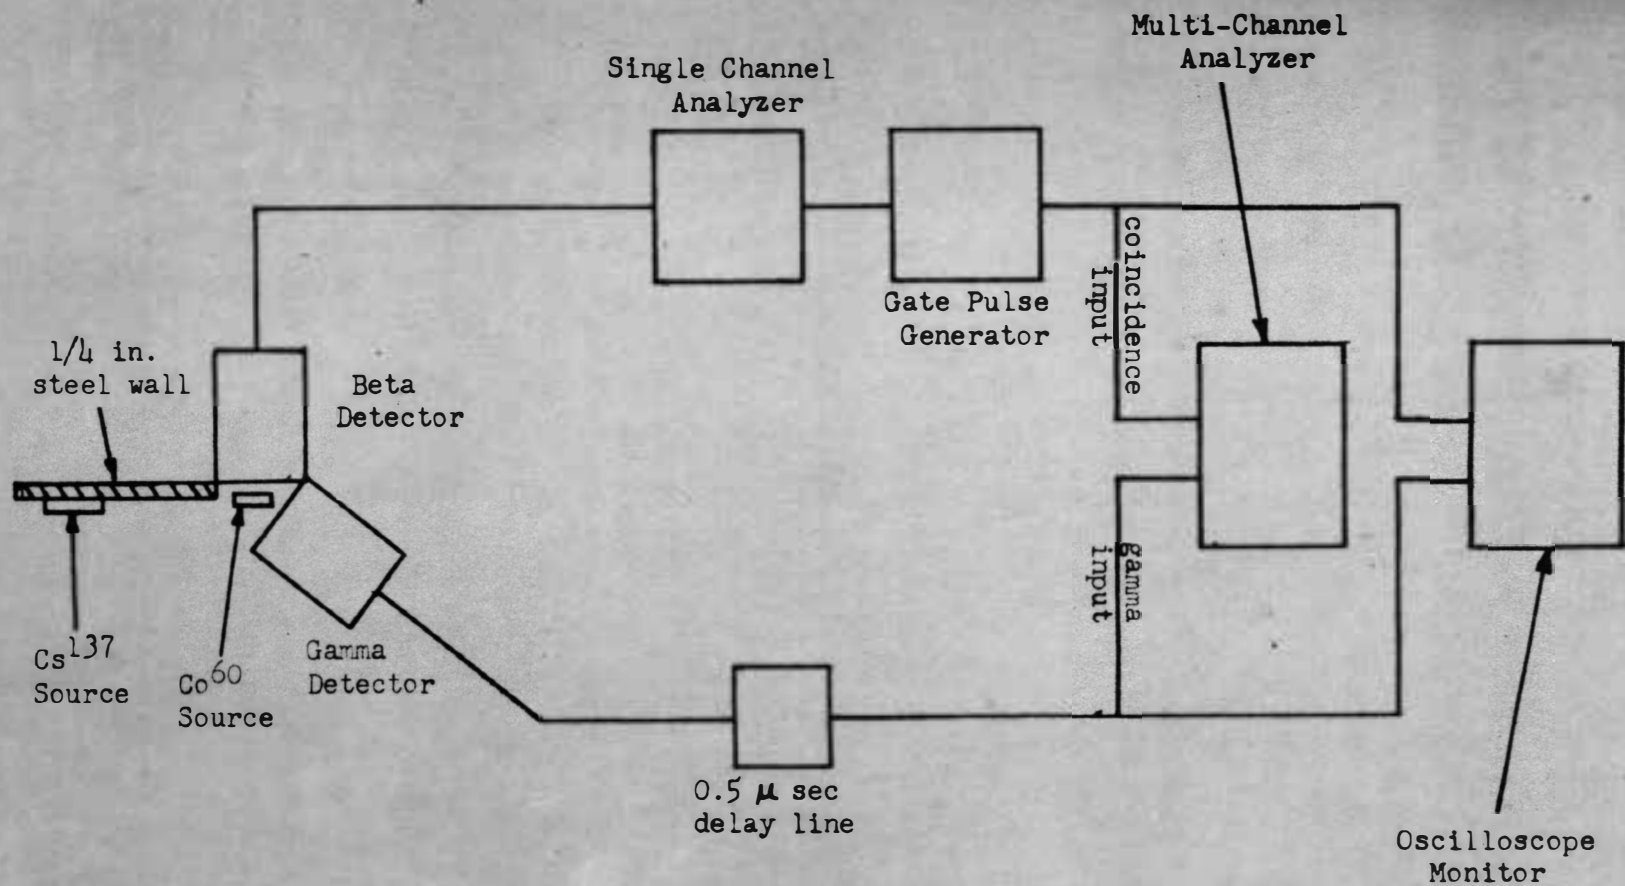 Multi-Channel
Analyzer
Single Channel
Analyzer
coincidence
input
Gate Pulse
Generator
1/4 in.
steel wall
Beta
Detector
gamma
input
Cs137
Source
Co60
Source
Gamma
Detector
0.5 μ sec
delay line
Oscilloscope
Monitor